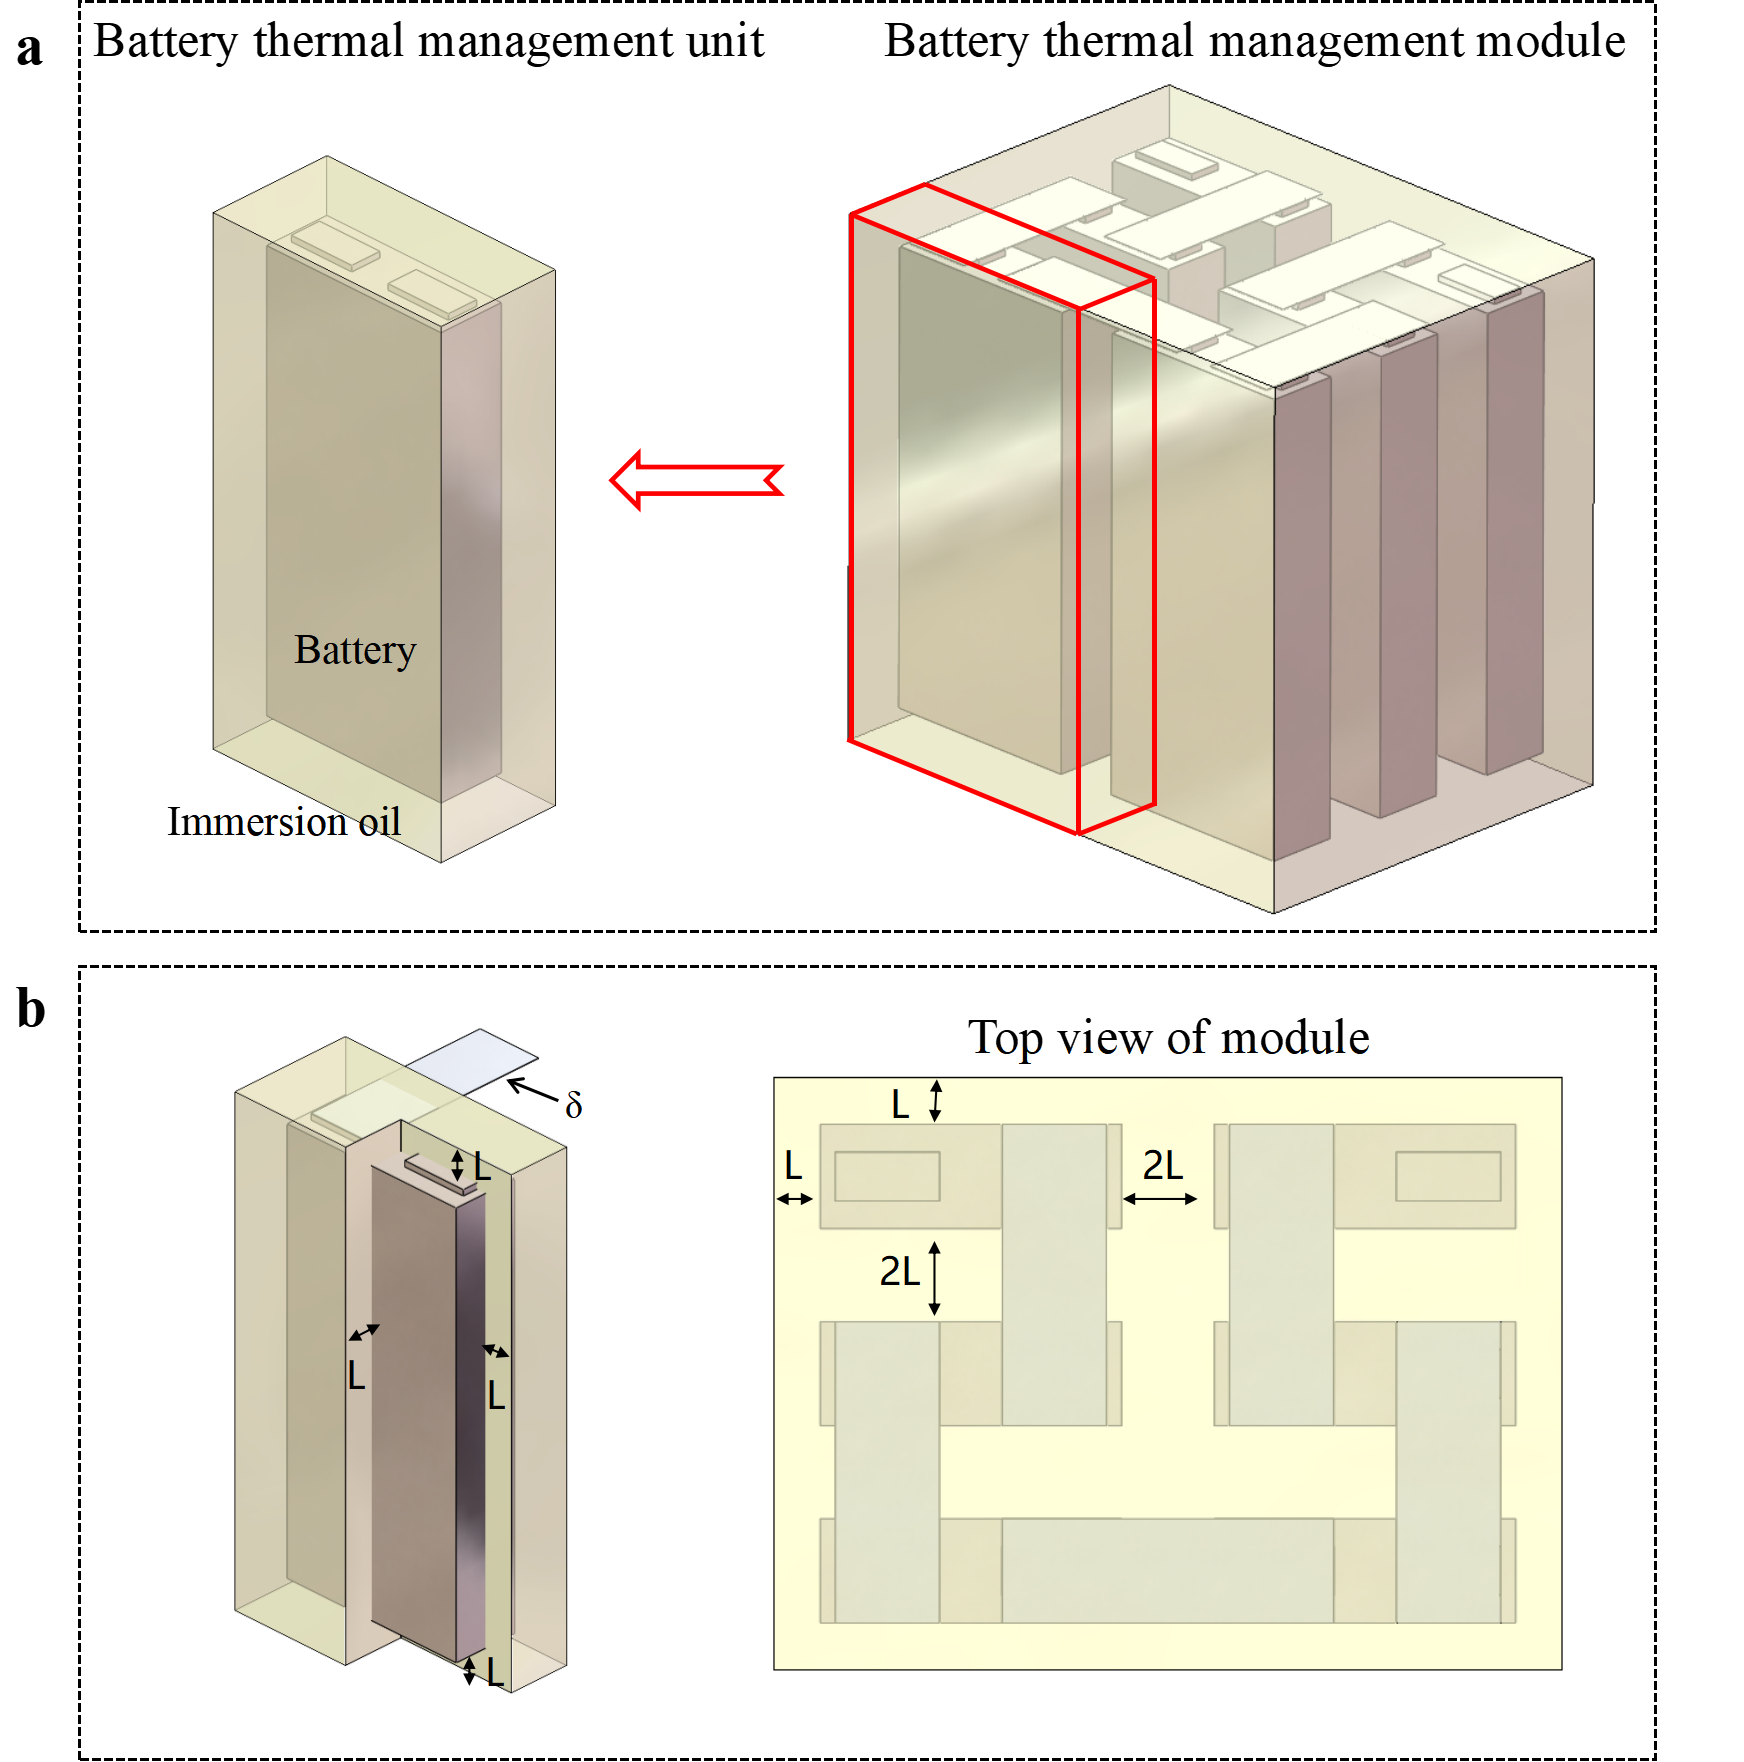 a
Battery thermal management unit
Battery thermal management module
Battery
Immersion oil
b
δ
L
L
L
L
Top view of module
L
L
2L
2L